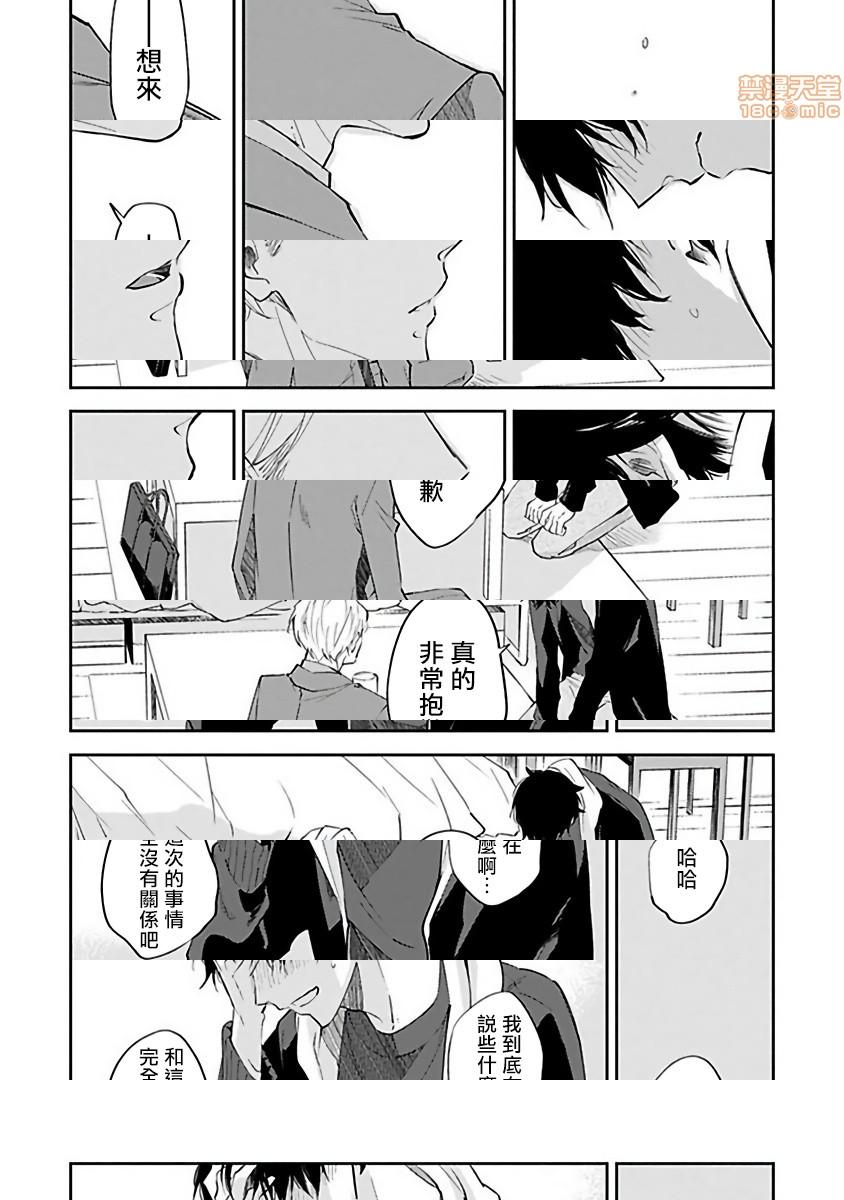 禁漫天堂
18comic
想來
歉
真的
非常抱
哈哈
我到底在
說些什麼啊…
和這次的事情
完全沒有關係吧